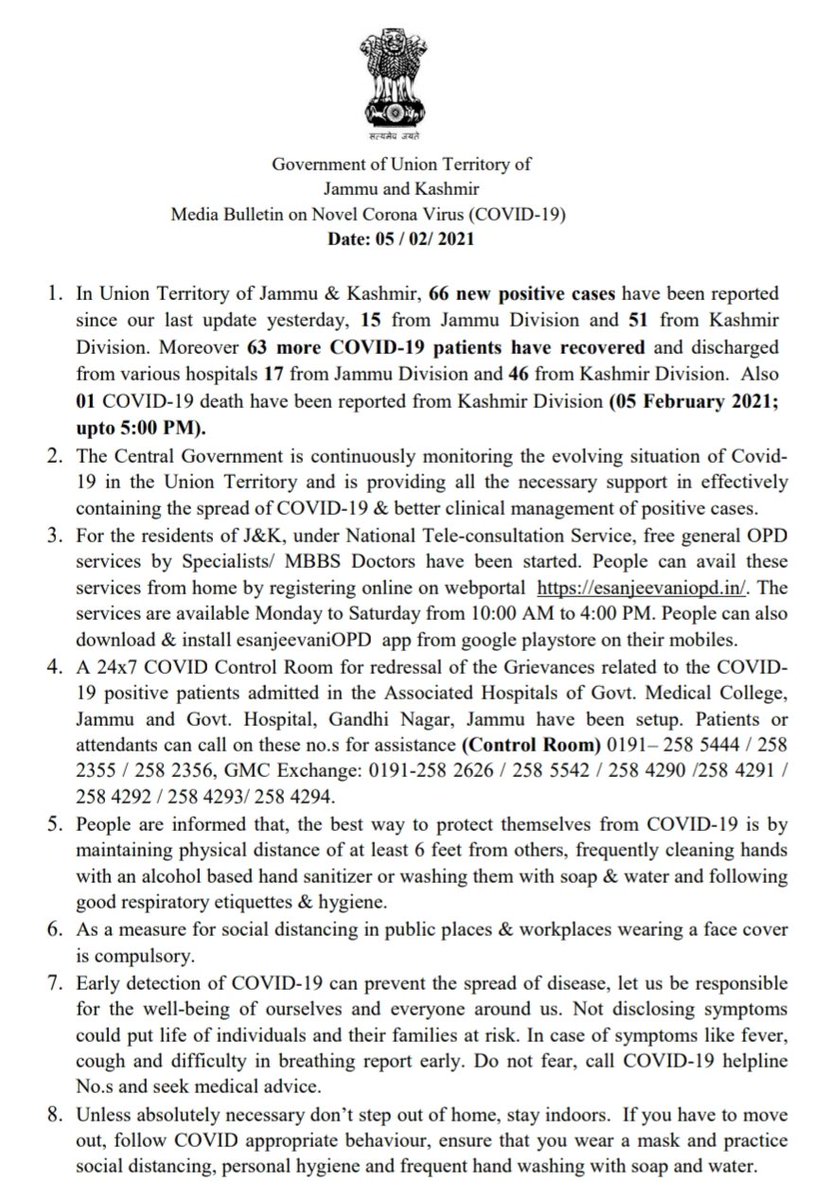 सत्यमेव जयते
Government of Union Territory of
Jammu and Kashmir
Media Bulletin on Novel Corona Virus (COVID-19)
Date: 05 / 02/ 2021
1. In Union Territory of Jammu & Kashmir, 66 new positive cases have been reported
since our last update yesterday, 15 from Jammu Division and 51 from Kashmir
Division. Moreover 63 more COVID-19 patients have recovered and discharged
from various hospitals 17 from Jammu Division and 46 from Kashmir Division. Also
01 COVID-19 death have been reported from Kashmir Division (05 February 2021;
upto 5:00 PM).
2. The Central Government is continuously monitoring the evolving situation of Covid-
19 in the Union Territory and is providing all the necessary support in effectively
containing the spread of COVID-19 & better clinical management of positive cases.
3. For the residents of J&K, under National Tele-consultation Service, free general OPD
services by Specialists/ MBBS Doctors have been started. People can avail these
services from home by registering online on webportal https://esanjeevaniopd.in/. The
services are available Monday to Saturday from 10:00 AM to 4:00 PM. People can also
download & install esanjeevaniOPD app from google playstore on their mobiles.
4. A 24x7 COVID Control Room for redressal of the Grievances related to the COVID-
19 positive patients admitted in the Associated Hospitals of Govt. Medical College,
Jammu and Govt. Hospital, Gandhi Nagar, Jammu have been setup. Patients or
attendants can call on these no.s for assistance (Control Room) 0191– 258 5444 / 258
2355 / 258 2356, GMC Exchange: 0191-258 2626 / 258 5542 / 258 4290 /258 4291 /
258 4292 / 258 4293/ 258 4294.
5. People are informed that, the best way to protect themselves from COVID-19 is by
maintaining physical distance of at least 6 feet from others, frequently cleaning hands
with an alcohol based hand sanitizer or washing them with soap & water and following
good respiratory etiquettes & hygiene.
6. As a measure for social distancing in public places & workplaces wearing a face cover
is compulsory.
7. Early detection of COVID-19 can prevent the spread of disease, let us be responsible
for the well-being of ourselves and everyone around us. Not disclosing symptoms
could put life of individuals and their families at risk. In case of symptoms like fever,
cough and difficulty in breathing report early. Do not fear, call COVID-19 helpline
No.s and seek medical advice.
8. Unless absolutely necessary don’t step out of home, stay indoors. If you have to move
out, follow COVID appropriate behaviour, ensure that you wear a mask and practice
social distancing, personal hygiene and frequent hand washing with soap and water.